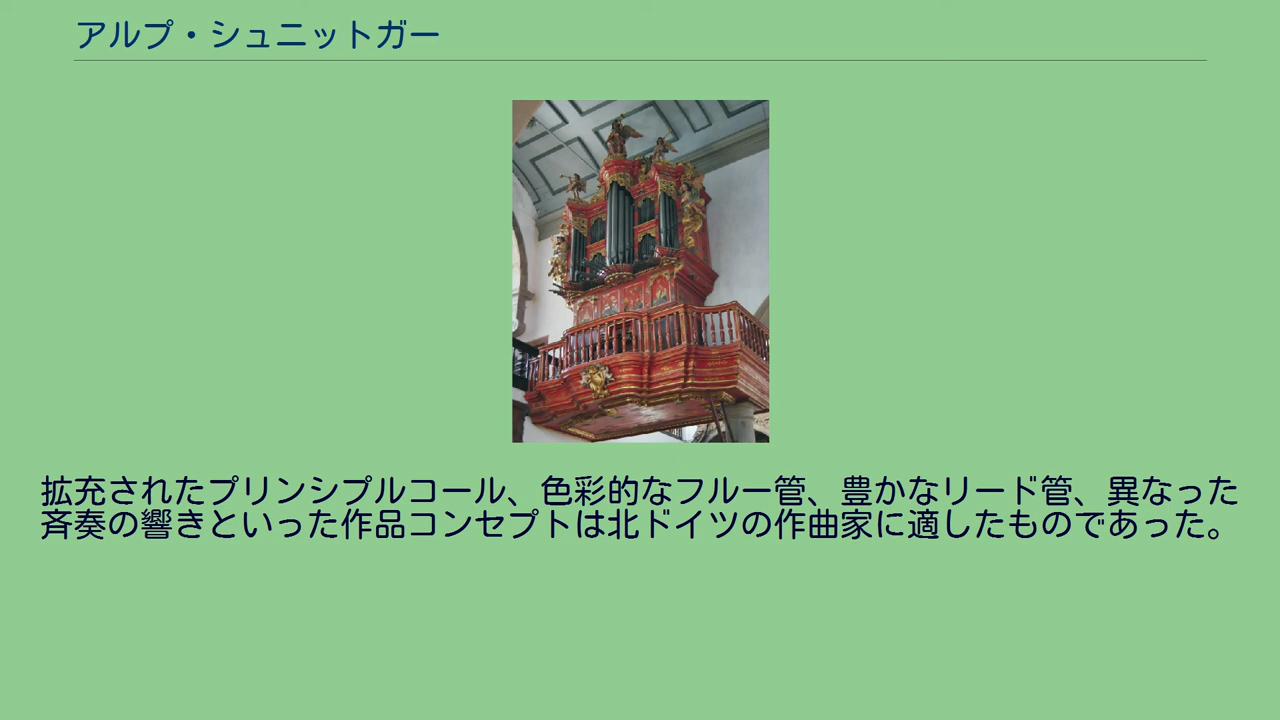 アルプ・シュニットガー
拡充されたプリンシプルコール、色彩的なフルー管、豊かなリード管、異なった
斉奏の響きといった作品コンセプトは北ドイツの作曲家に適したものであった。